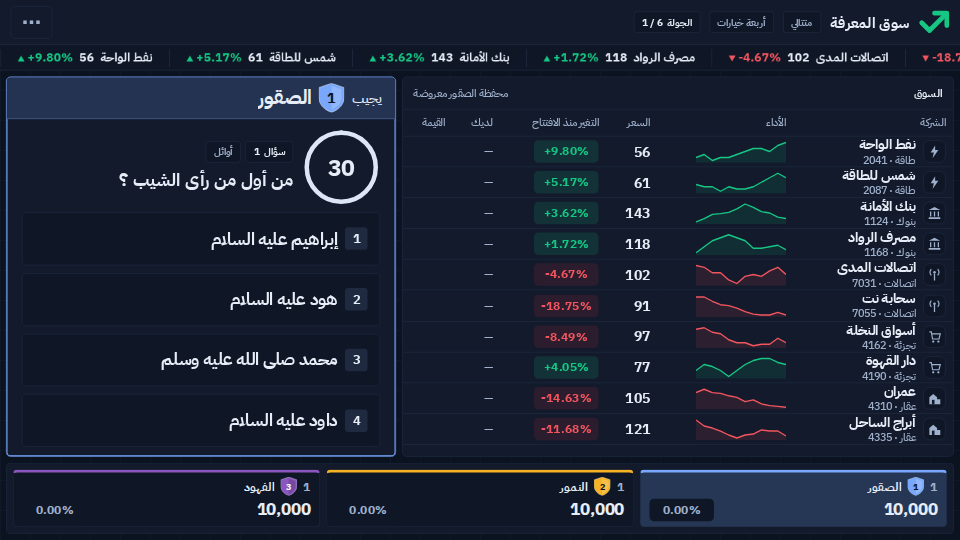 سوق المعرفة
متتالي
أربعة خيارات
الجولة 6 / 1
...
-18.7 ▼
اتصالات المدى 102 -4.67% ▼
مصرف الرواد 118 +1.72% ▲
بنك الأمانة 143 +3.62% ▲
شمس للطاقة 61 +5.17% ▲
نفط الواحة 56 +9.80% ▲
السوق
محفظة الصقور معروضة
الشركة الأداء السعر التغير منذ الافتتاح لديك القيمة
نفط الواحة 56 +9.80% —
طاقة · 2041
شمس للطاقة 61 +5.17% —
طاقة · 2087
بنك الأمانة 143 +3.62% —
بنوك · 1124
مصرف الرواد 118 +1.72% —
بنوك · 1168
اتصالات المدى 102 -4.67% —
اتصالات · 7031
سحابة نت 91 -18.75% —
اتصالات · 7055
أسواق النخلة 97 -8.49% —
تجزئة · 4162
دار القهوة 77 +4.05% —
تجزئة · 4190
عمران 105 -14.63% —
عقار · 4310
أبراج الساحل 121 -11.68% —
عقار · 4335
يجيب 1 الصقور
30
سؤال 1
أوائل
من أول من رأى الشيب ؟
1 إبراهيم عليه السلام
2 هود عليه السلام
3 محمد صلى الله عليه وسلم
4 داود عليه السلام
1 1 الصقور
10,000 0.00%
1 2 النمور
10,000 0.00%
1 3 الفهود
10,000 0.00%